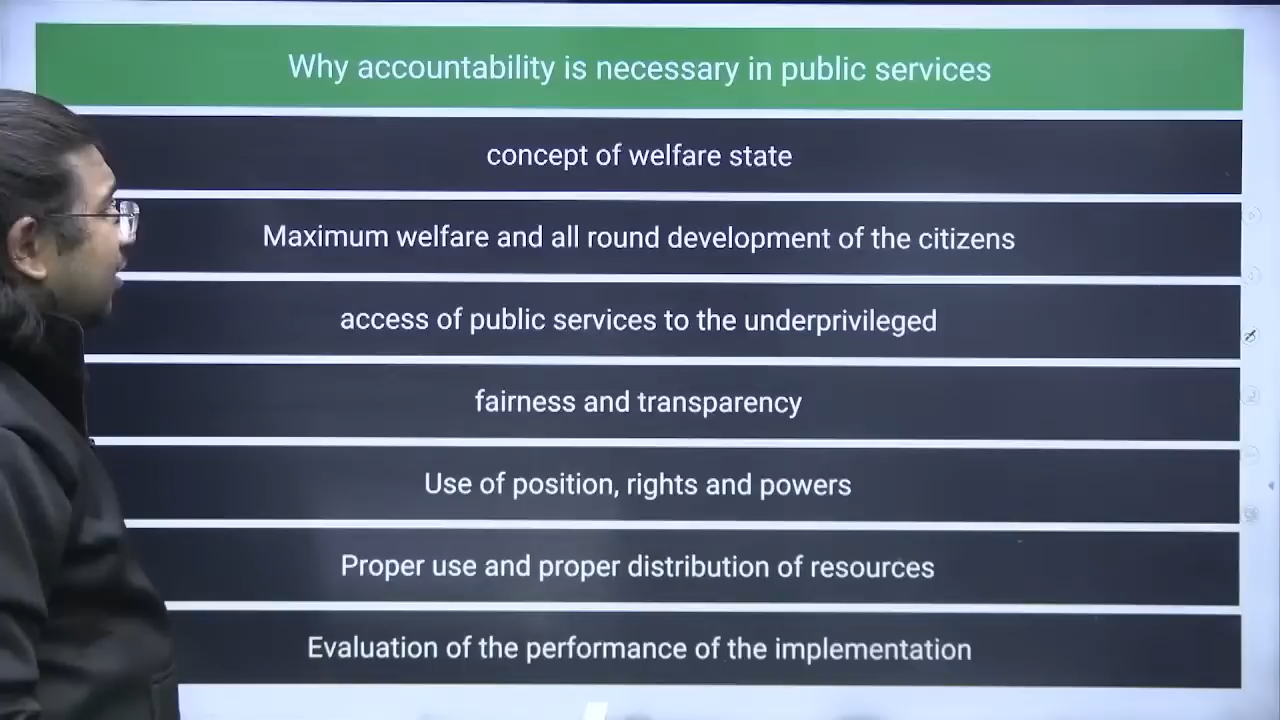 Why accountability is necessary in public services
concept of welfare state
Maximum welfare and all round development of the citizens
access of public services to the underprivileged
fairness and transparency
Use of position, rights and powers
Proper use and proper distribution of resources
Evaluation of the performance of the implementation